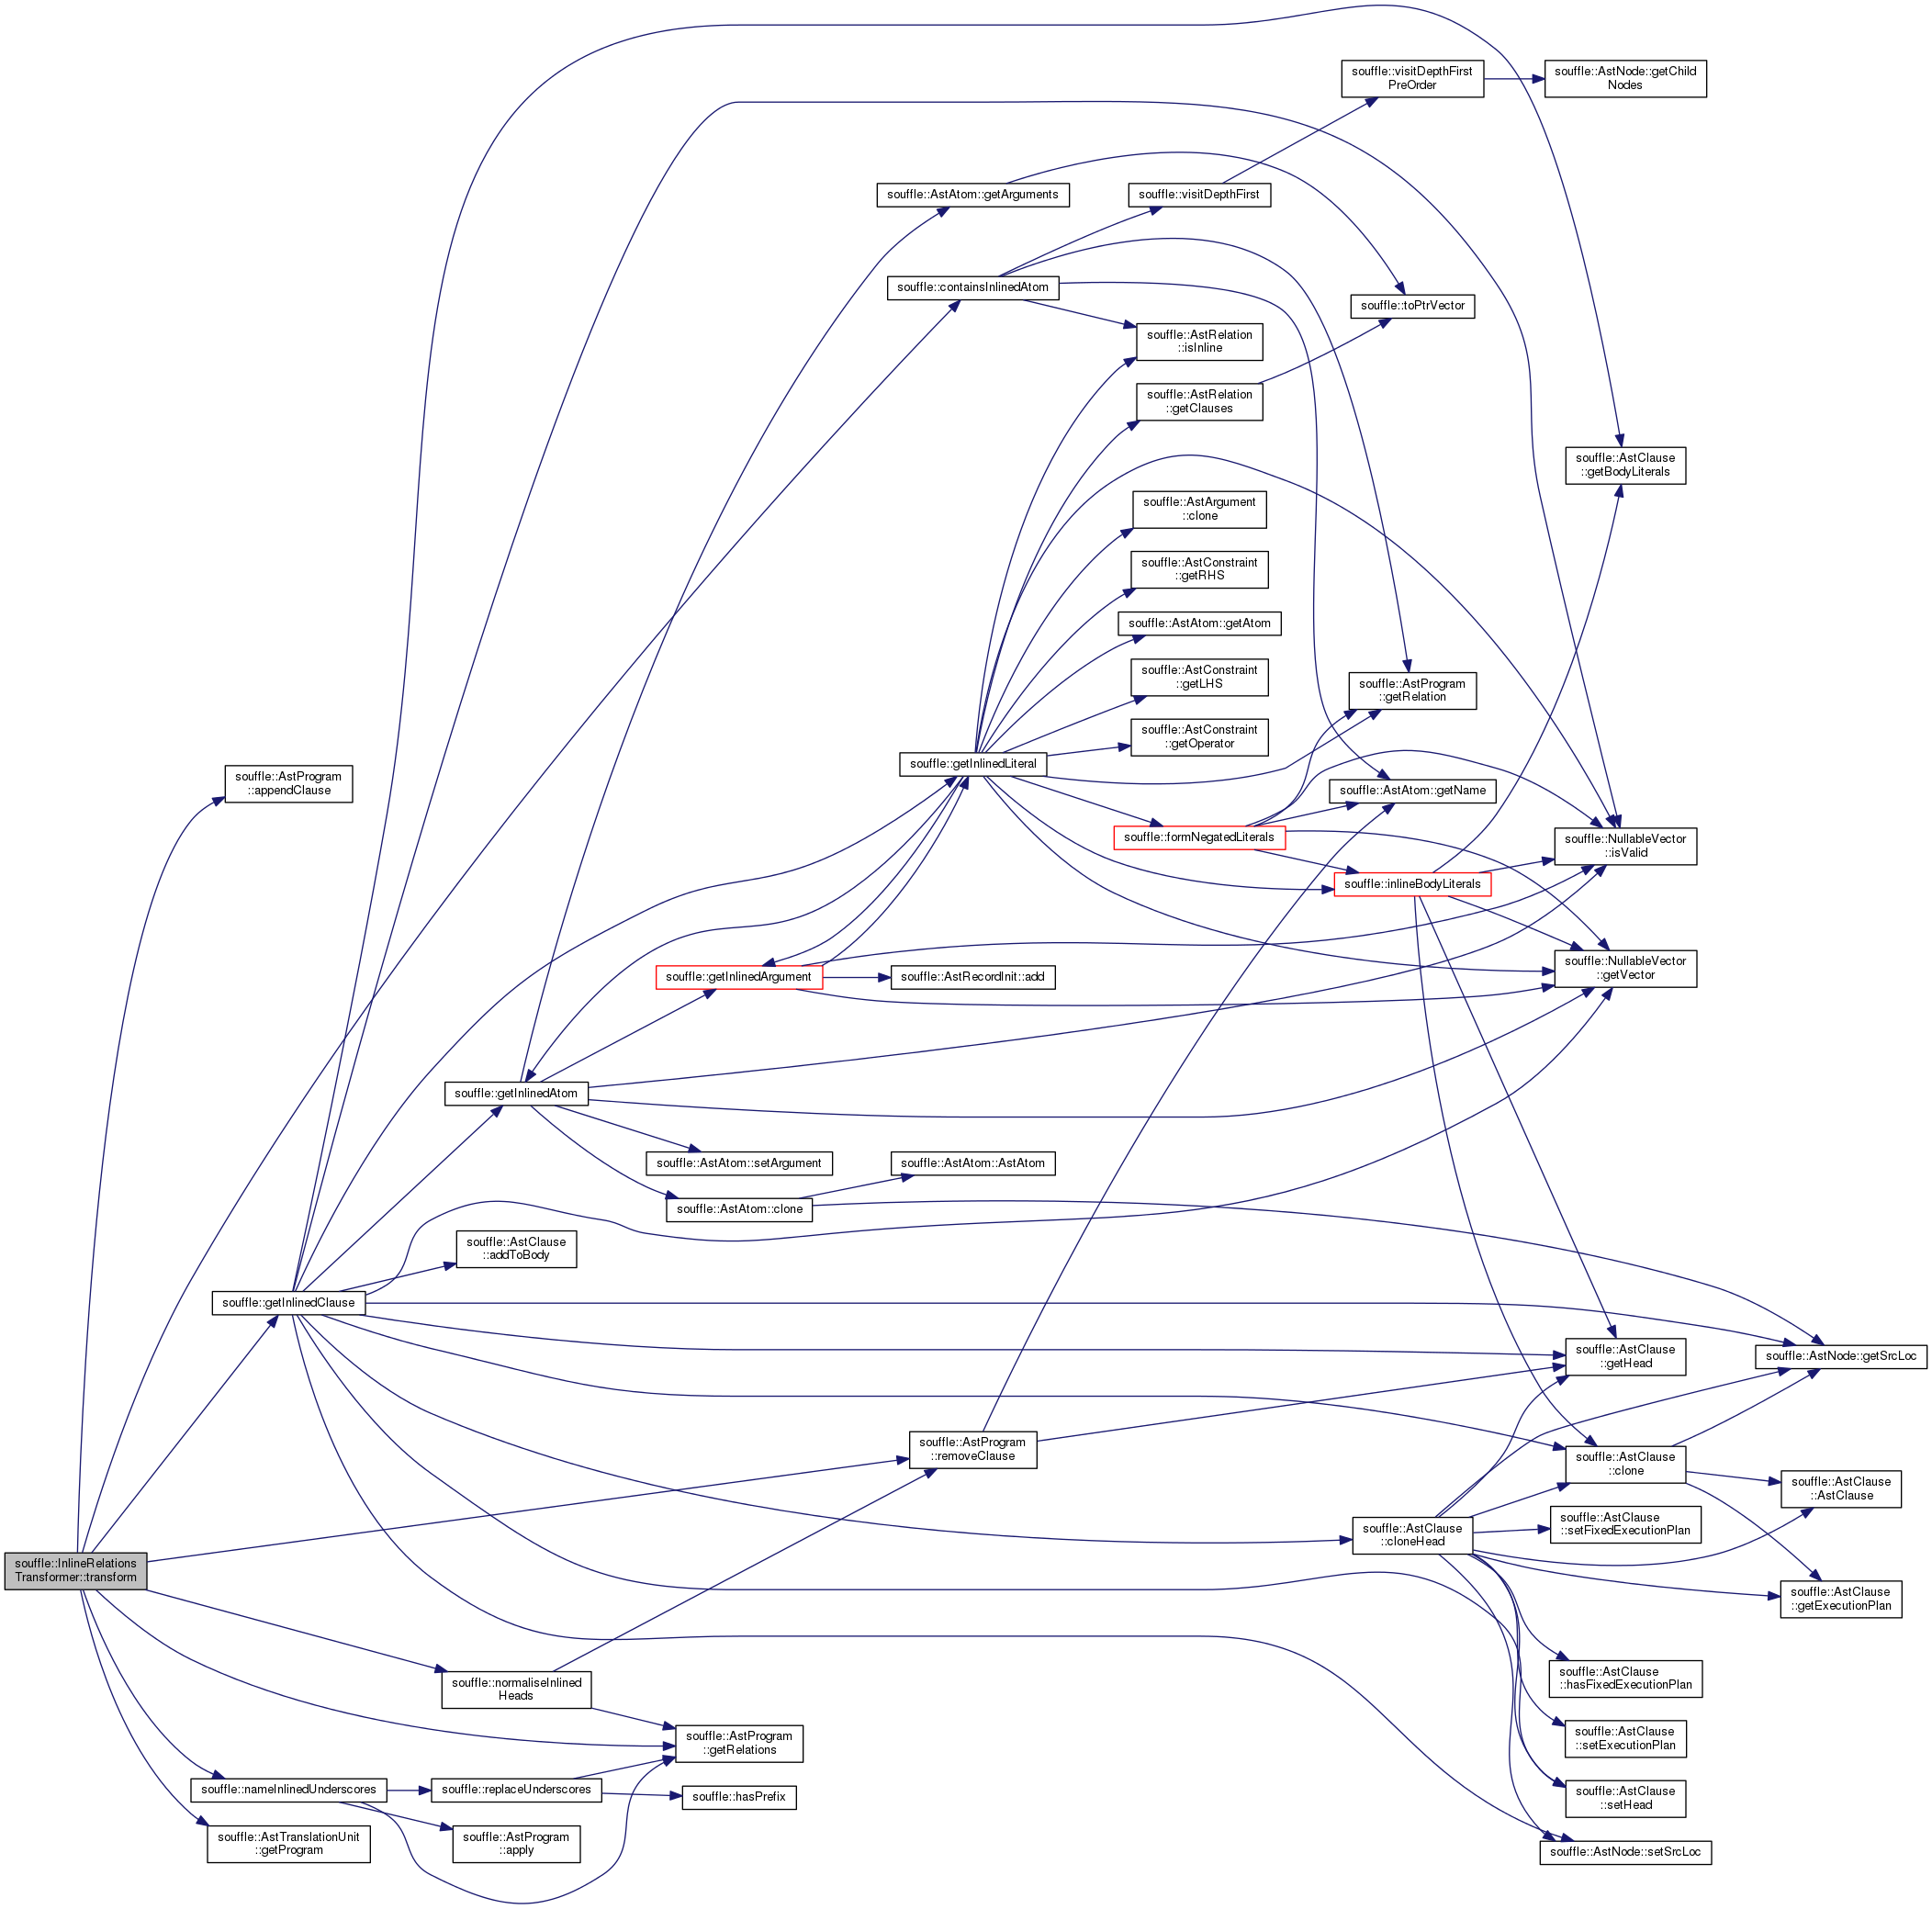 souffle::visitDepthFirst
PreOrder
souffle::AstNode::getChild
Nodes
souffle::AstAtom::getArguments
souffle::visitDepthFirst
souffle::containsInlinedAtom
souffle::toPtrVector
souffle::AstRelation
::isInline
souffle::AstRelation
::getClauses
souffle::AstClause
::getBodyLiterals
souffle::AstArgument
::clone
souffle::AstConstraint
::getRHS
souffle::AstAtom::getAtom
souffle::AstConstraint
::getLHS
souffle::AstProgram
::getRelation
souffle::AstConstraint
::getOperator
souffle::getInlinedLiteral
souffle::AstProgram
::appendClause
souffle::AstAtom::getName
souffle::formNegatedLiterals
souffle::NullableVector
::isValid
souffle::inlineBodyLiterals
souffle::getInlinedArgument
souffle::AstRecordInit::add
souffle::NullableVector
::getVector
souffle::getInlinedAtom
souffle::AstAtom::setArgument
souffle::AstAtom::AstAtom
souffle::AstAtom::clone
souffle::AstClause
::addToBody
souffle::getInlinedClause
souffle::AstClause
::getHead
souffle::AstNode::getSrcLoc
souffle::AstProgram
::removeClause
souffle::AstClause
::clone
souffle::AstClause
::AstClause
souffle::AstClause
::cloneHead
souffle::AstClause
::setFixedExecutionPlan
souffle::InlineRelations
Transformer::transform
souffle::AstClause
::getExecutionPlan
souffle::normaliseInlined
Heads
souffle::AstClause
::hasFixedExecutionPlan
souffle::AstProgram
::getRelations
souffle::AstClause
::setExecutionPlan
souffle::nameInlinedUnderscores
souffle::replaceUnderscores
souffle::hasPrefix
souffle::AstClause
::setHead
souffle::AstTranslationUnit
::getProgram
souffle::AstProgram
::apply
souffle::AstNode::setSrcLoc